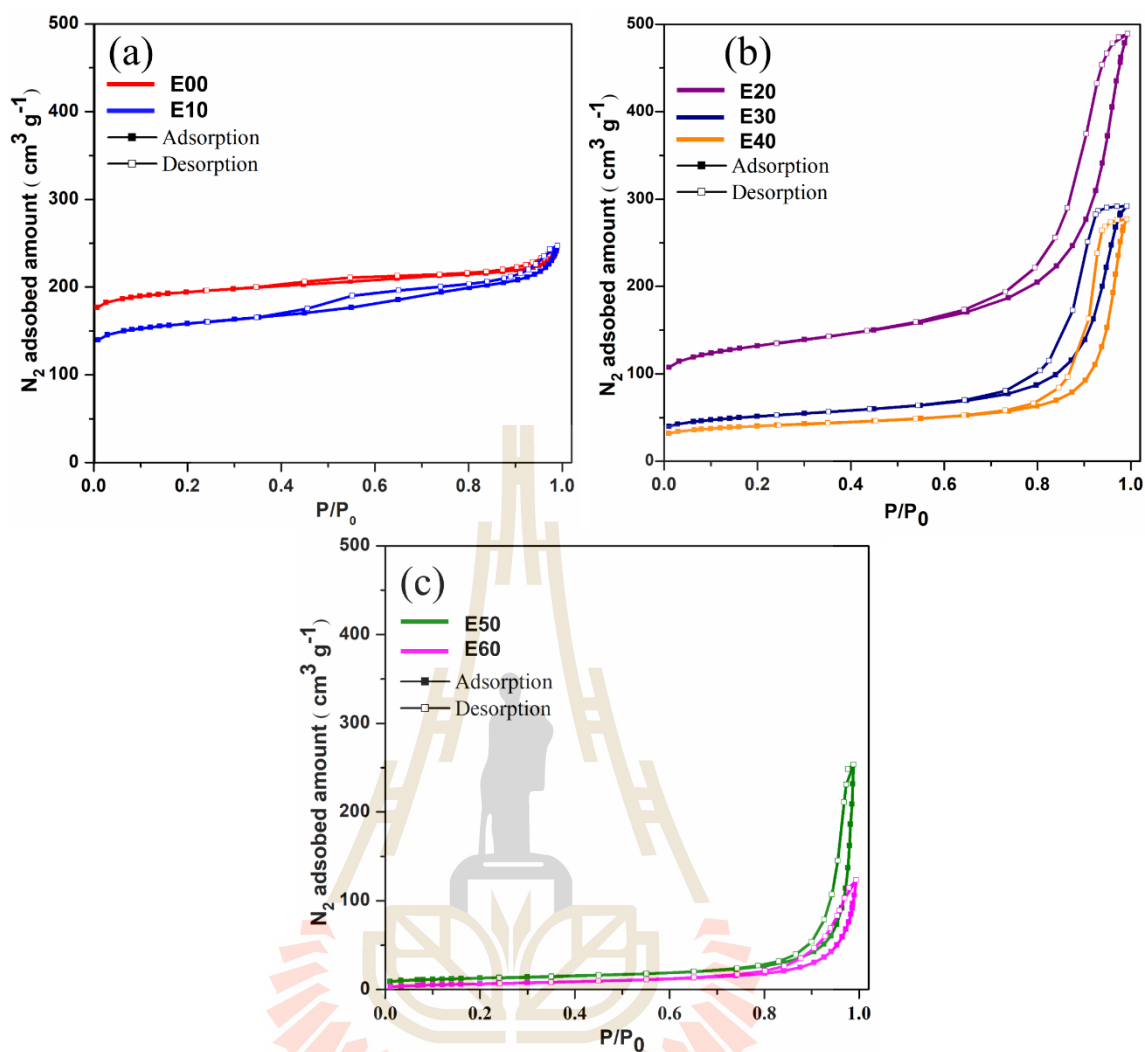 (a)
E00
E10
Adsorption
Desorption
N2 adsobed amount ( cm3 g-1)
500
400
300
200
100
0
0.0 0.2 0.4 0.6 0.8 1.0
P/P0
(b)
E20
E30
E40
Adsorption
Desorption
N2 adsobed amount ( cm3 g-1)
500
400
300
200
100
0
0.0 0.2 0.4 0.6 0.8 1.0
P/P0
(c)
E50
E60
Adsorption
Desorption
N2 adsobed amount ( cm3 g-1)
500
400
300
200
100
0
0.0 0.2 0.4 0.6 0.8 1.0
P/P0